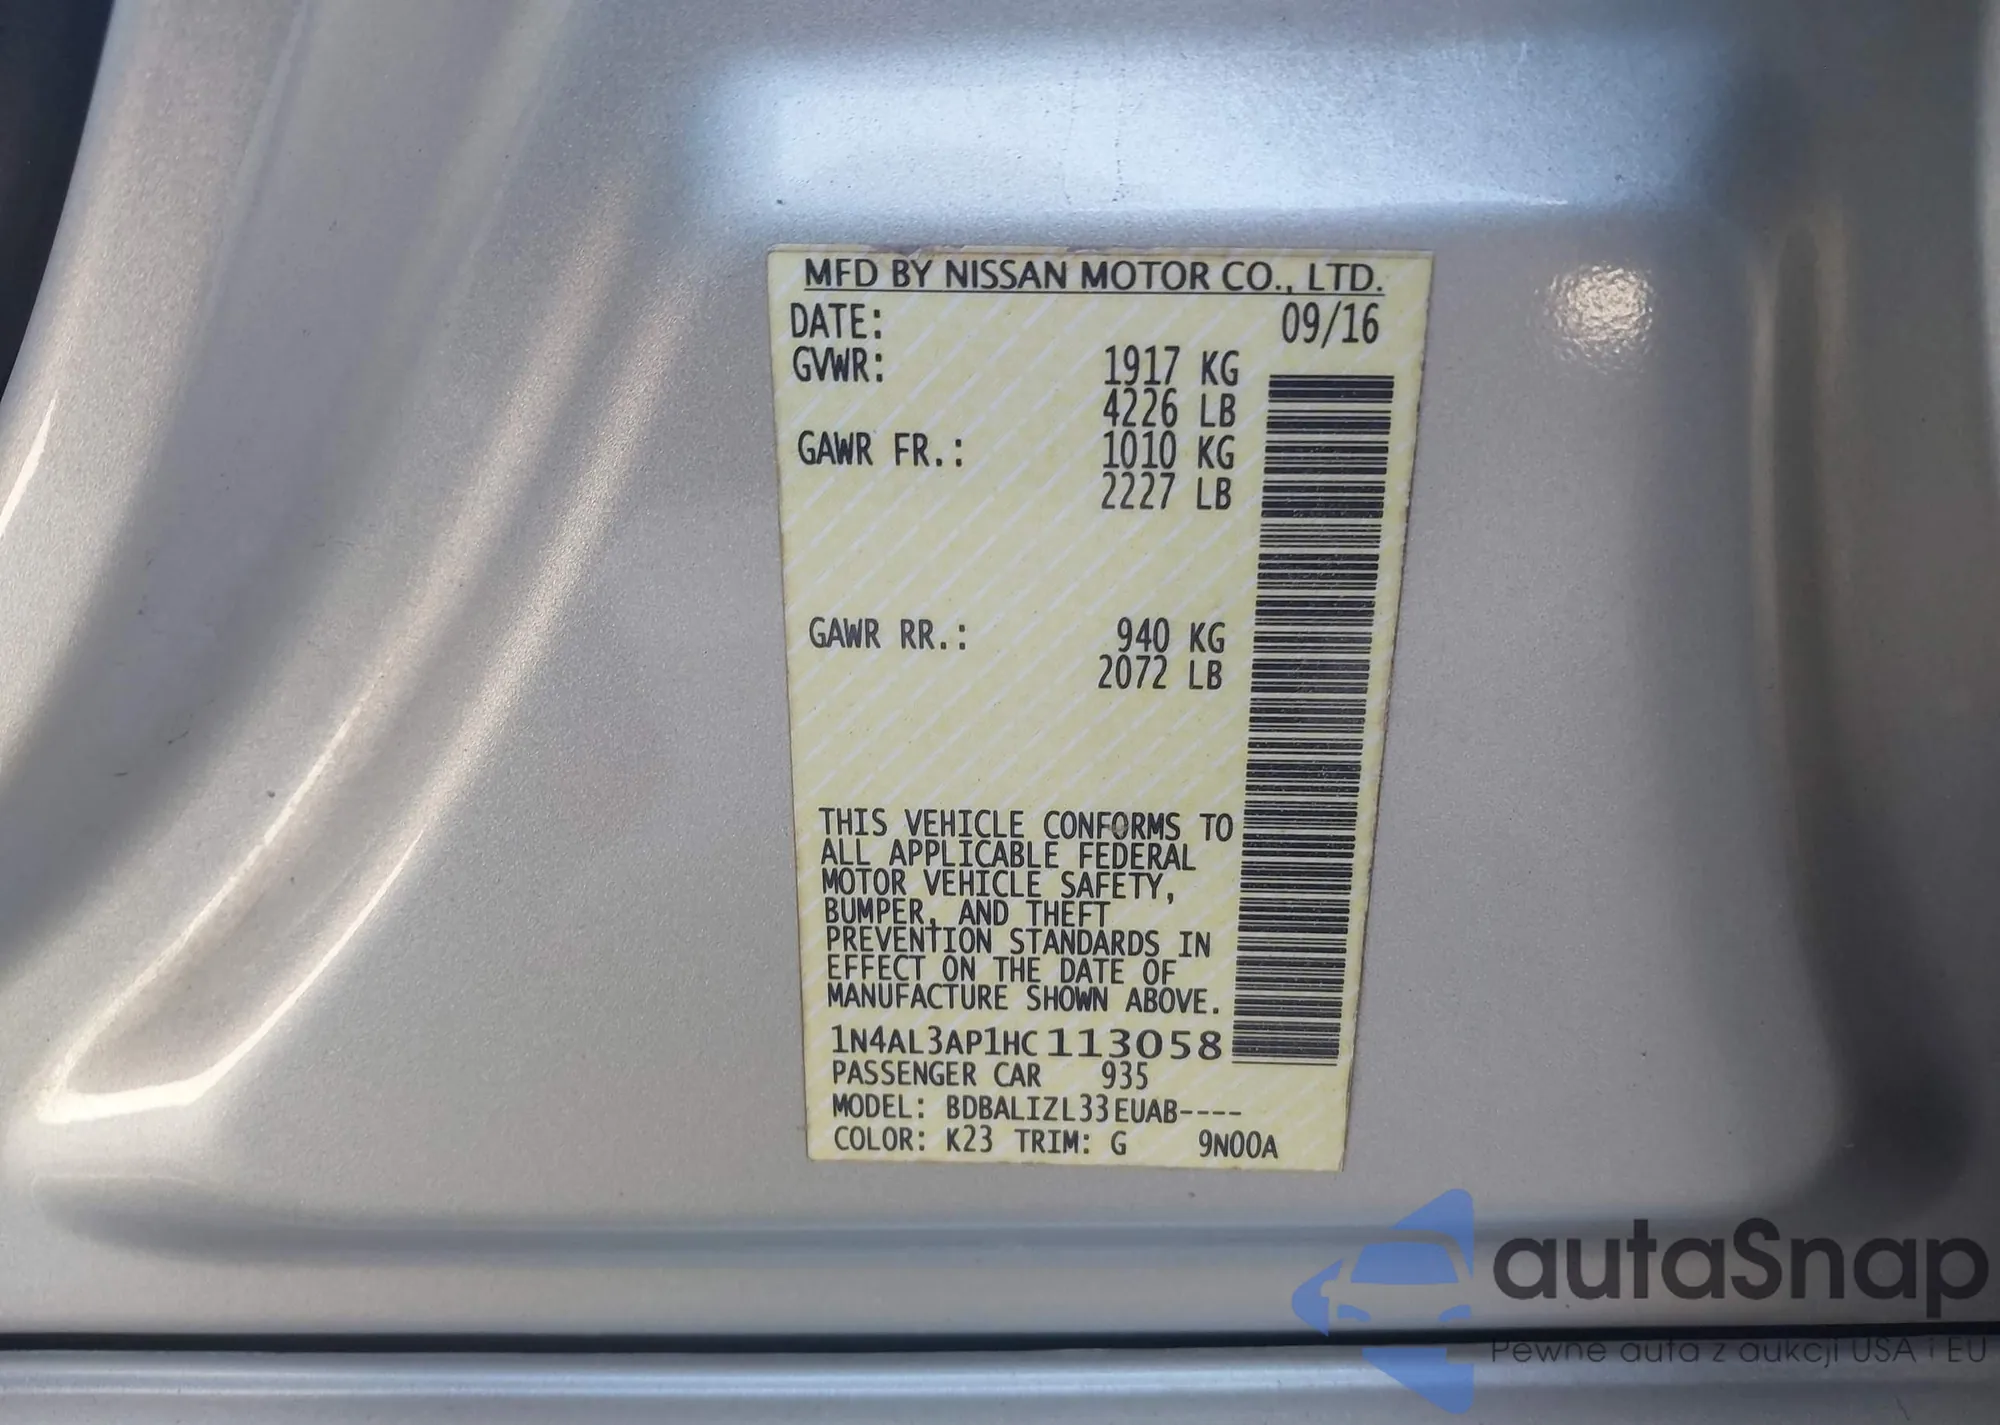 MFD BY NISSAN MOTOR CO., LTD.
DATE: 09/16
GVWR: 1917 KG
4226 LB
GAWR FR.: 1010 KG
2227 LB
GAWR RR.: 940 KG
2072 LB
THIS VEHICLE CONFORMS TO
ALL APPLICABLE FEDERAL
MOTOR VEHICLE SAFETY,
BUMPER, AND THEFT
PREVENTION STANDARDS IN
EFFECT ON THE DATE OF
MANUFACTURE SHOWN ABOVE.
1N4AL3AP1HC113058
PASSENGER CAR 935
MODEL: BDBALIZL33EUAB----
COLOR: K23 TRIM: G 9N00A
autaSnap
Pewne auta z aukcji USA i EU